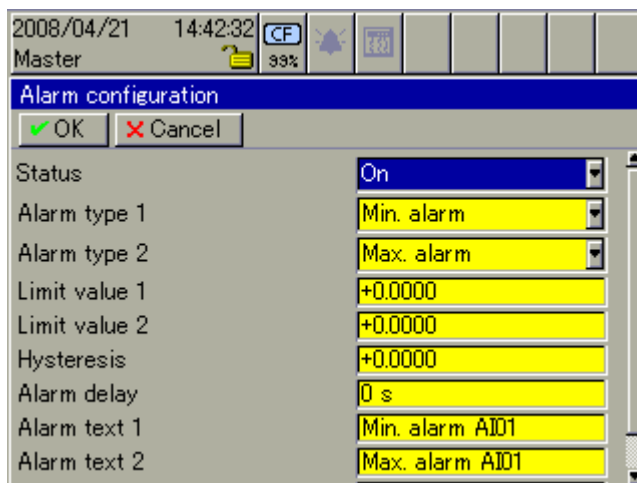 2008/04/21 14:42:32 CF
Master 99%
Alarm configuration
OK Cancel
Status On
Alarm type 1 Min. alarm
Alarm type 2 Max. alarm
Limit value 1 +0.0000
Limit value 2 +0.0000
Hysteresis +0.0000
Alarm delay 0 s
Alarm text 1 Min. alarm AI01
Alarm text 2 Max. alarm AI01